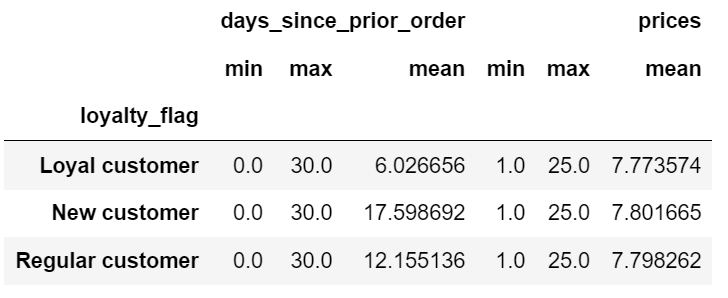 days_since_prior_order prices
min max mean min max mean
loyalty_flag
Loyal customer 0.0 30.0 6.026656 1.0 25.0 7.773574
New customer 0.0 30.0 17.598692 1.0 25.0 7.801665
Regular customer 0.0 30.0 12.155136 1.0 25.0 7.798262